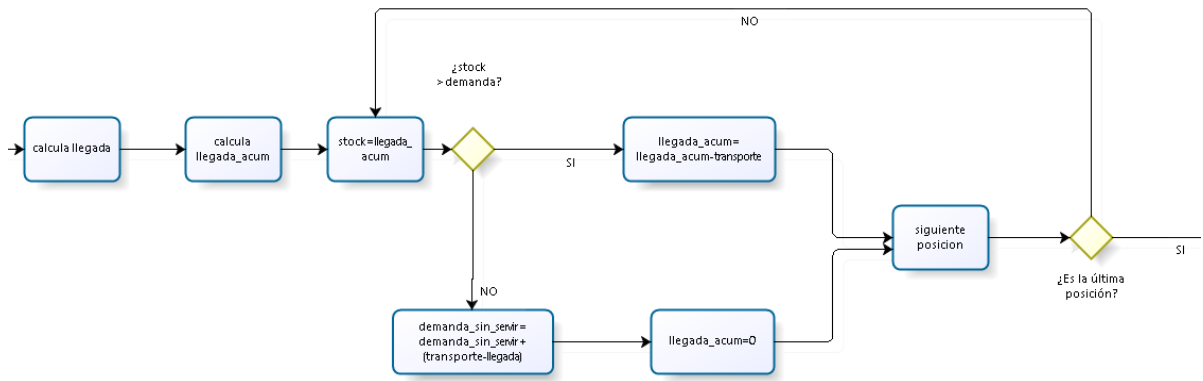 NO
¿stock
> demanda?
calcula llegada
calcula
llegada_acum
stock=llegada_
acum
SI
llegada_acum=
llegada_acum-transporte
siguiente
posicion
SI
¿Es la última
posición?
NO
demanda_sin_servir=
demanda_sin_servir+
(transporte-llegada)
llegada_acum=0